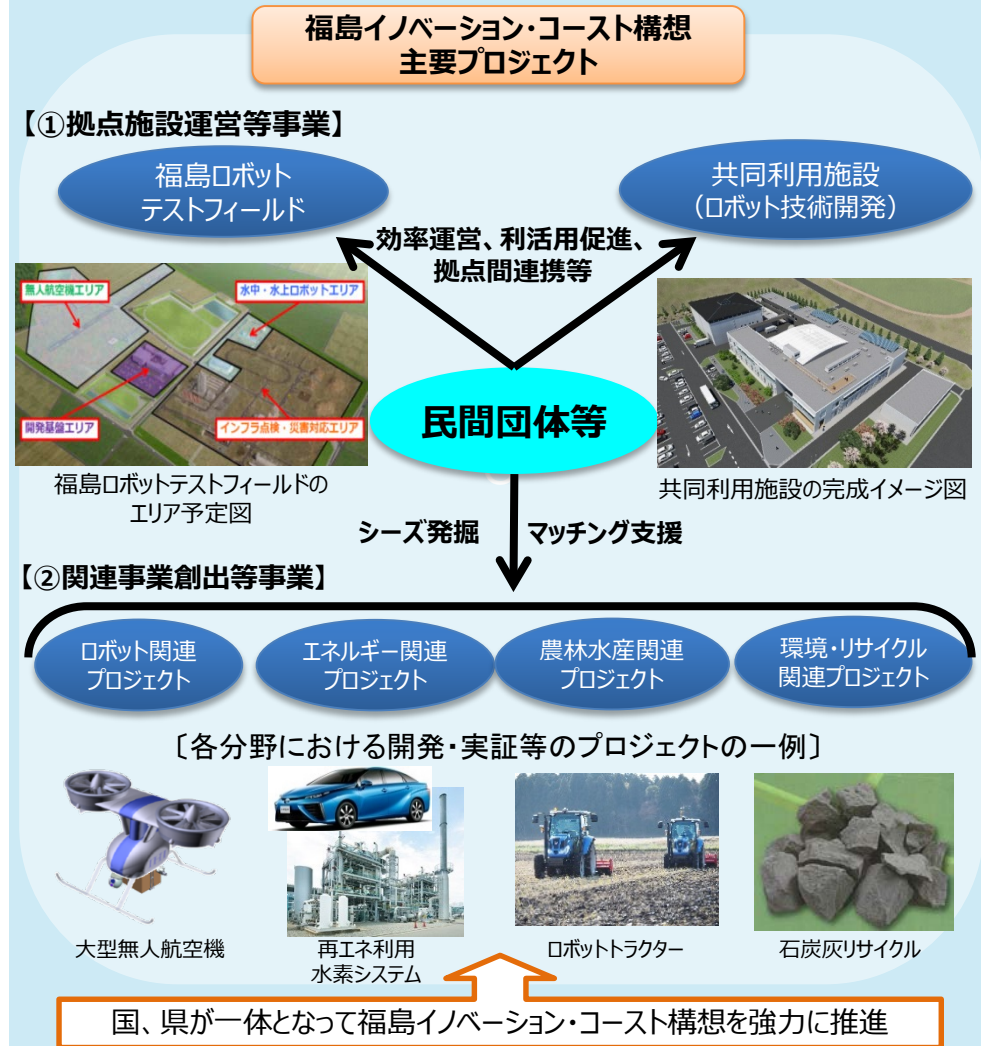 福島イノベーション・コースト構想
主要プロジェクト
【①拠点施設運営等事業】
福島ロボット
テストフィールド
共同利用施設
（ロボット技術開発）
効率運営、利活用促進、
拠点間連携等
無人航空機エリア
水中・水上ロボットエリア
開発基盤エリア
インフラ点検・災害対応エリア
民間団体等
福島ロボットテストフィールドの
エリア予定図
共同利用施設の完成イメージ図
シーズ発掘
マッチング支援
【②関連事業創出等事業】
ロボット関連
プロジェクト
エネルギー関連
プロジェクト
農林水産関連
プロジェクト
環境・リサイクル
関連プロジェクト
〔各分野における開発・実証等のプロジェクトの一例〕
大型無人航空機
再エネ利用
水素システム
ロボットトラクター
石炭灰リサイクル
国、県が一体となって福島イノベーション・コースト構想を強力に推進